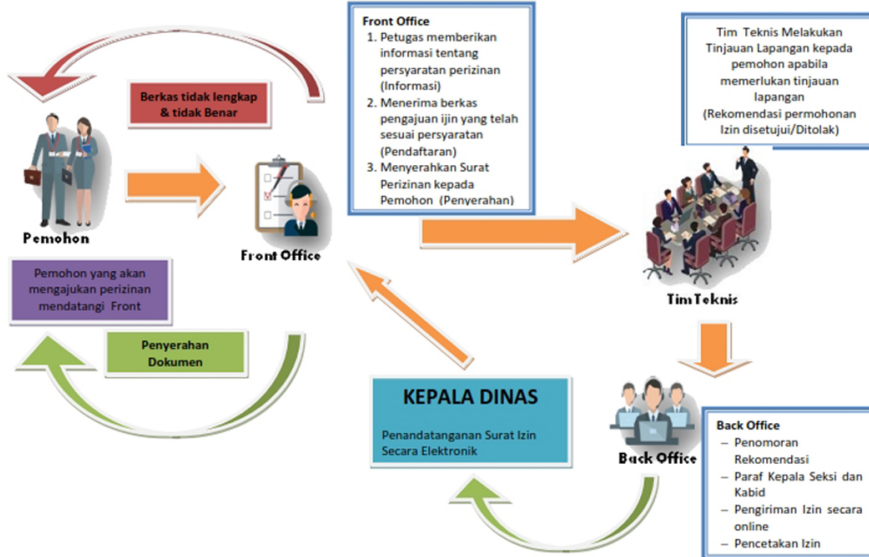 Berkas tidak lengkap
& tidak Benar
Pemohon
Front Office
Pemohon yang akan
mengajukan perizinan
mendatangi Front
Penyerahan
Dokumen
Front Office
1. Petugas memberikan
informasi tentang
persyaratan perizinan
(Informasi)
2. Menerima berkas
pengajuan ijin yang telah
sesuai persyaratan
(Pendaftaran)
3. Menyerahkan Surat
Perizinan kepada
Pemohon (Penyerahan)
Tim Teknis Melakukan
Tinjauan Lapangan kepada
pemohon apabila
memerlukan tinjauan
lapangan
(Rekomendasi permohonan
Izin disetujui/Ditolak)
Tim Teknis
KEPALA DINAS
Penandatanganan Surat Izin
Secara Elektronik
Back Office
Back Office
– Penomoran
Rekomendasi
– Paraf Kepala Seksi dan
Kabid
– Pengiriman Izin secara
online
– Pencetakan Izin